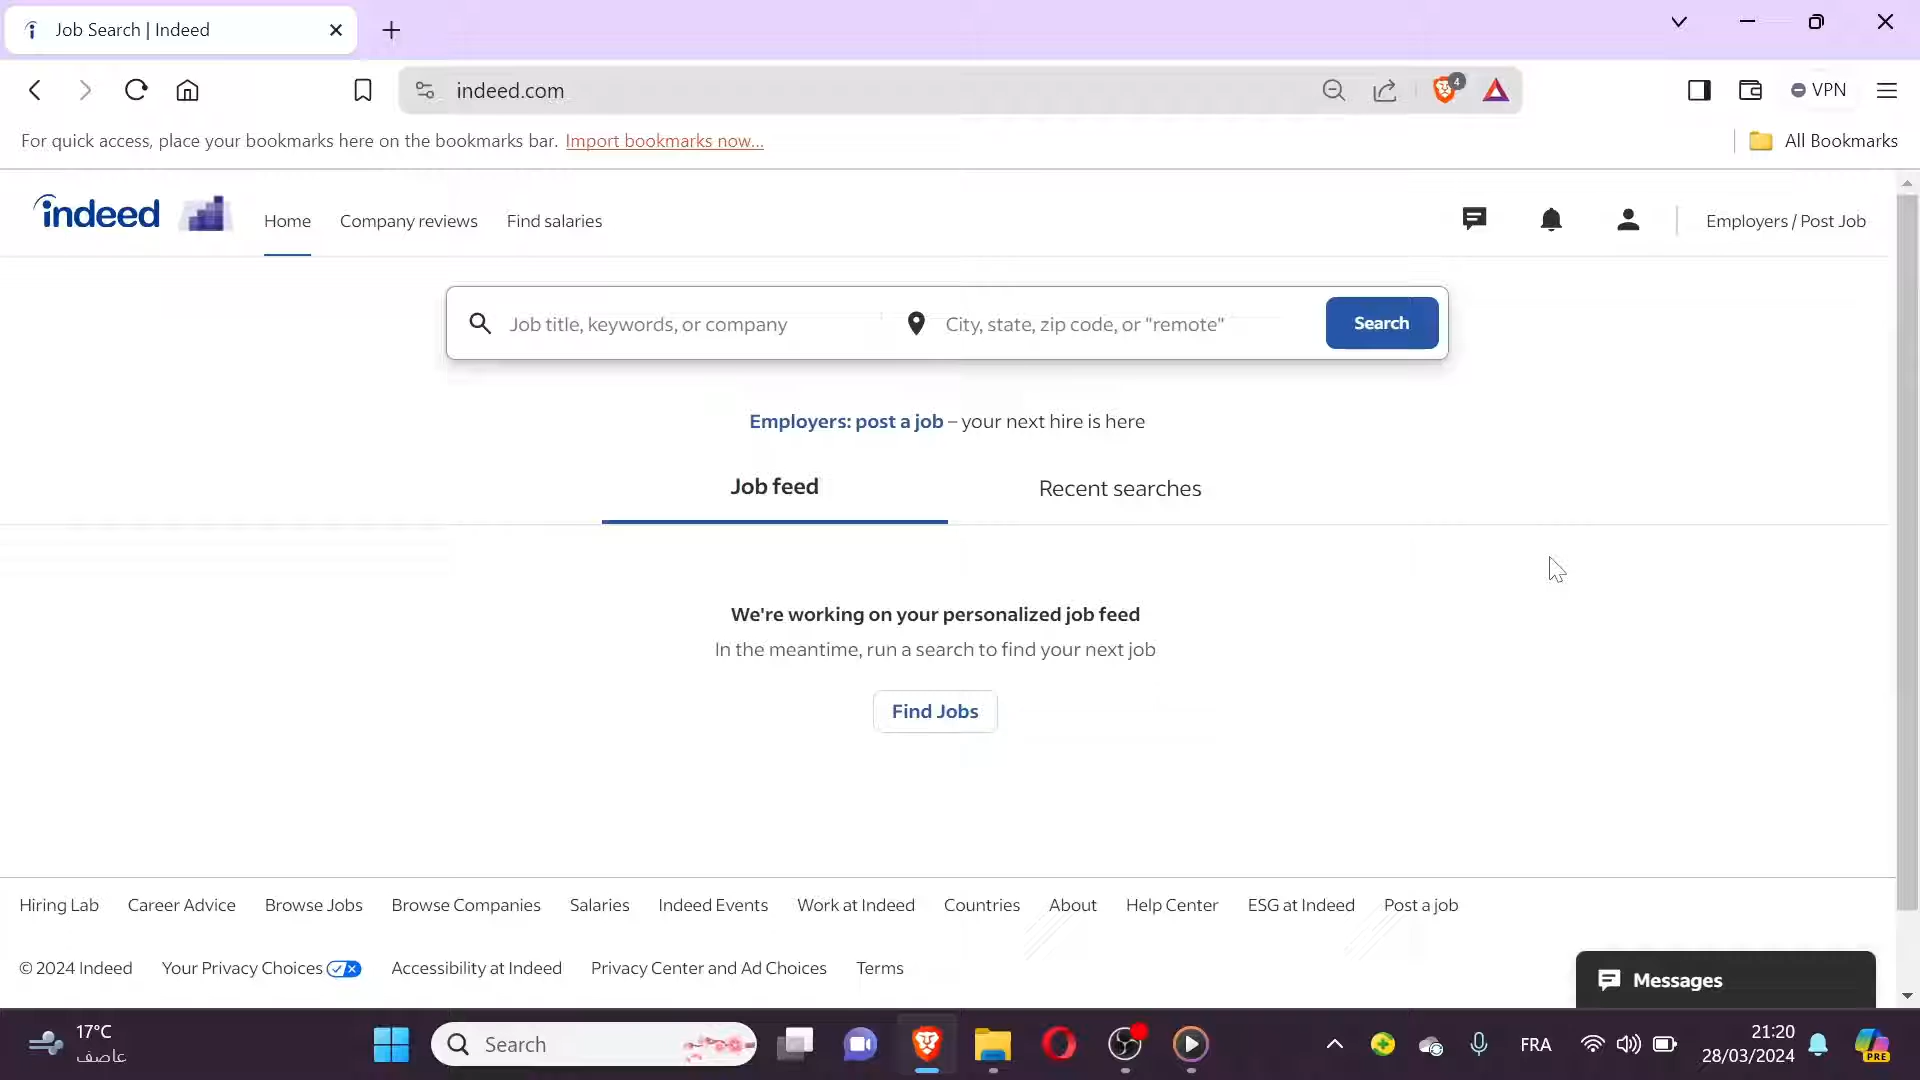 Job Search | Indeed
indeed.com
4
VPN
For quick access, place your bookmarks here on the bookmarks bar. Import bookmarks now...
All Bookmarks
indeed
Home
Company reviews
Find salaries
Employers / Post Job
Job title, keywords, or company
City, state, zip code, or "remote"
Search
Employers: post a job – your next hire is here
Job feed
Recent searches
We're working on your personalized job feed
In the meantime, run a search to find your next job
Find Jobs
Hiring Lab
Career Advice
Browse Jobs
Browse Companies
Salaries
Indeed Events
Work at Indeed
Countries
About
Help Center
ESG at Indeed
Post a job
© 2024 Indeed
Your Privacy Choices
Accessibility at Indeed
Privacy Center and Ad Choices
Terms
Messages
17°C
عاصف
Search
FRA
21:20
28/03/2024
PRE